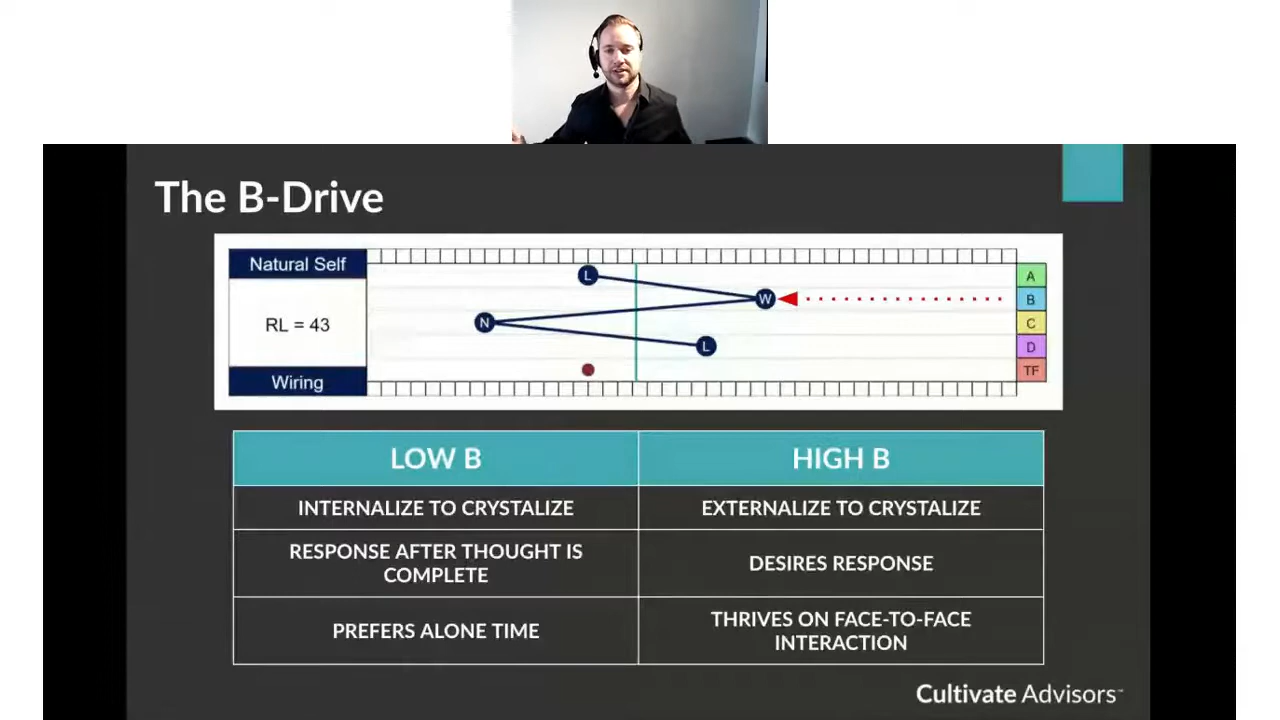 The B-Drive
Natural Self
RL = 43
Wiring
L
W
N
L
A
B
C
D
TF
LOW B
HIGH B
INTERNALIZE TO CRYSTALIZE
EXTERNALIZE TO CRYSTALIZE
RESPONSE AFTER THOUGHT IS
COMPLETE
DESIRES RESPONSE
PREFERS ALONE TIME
THRIVES ON FACE-TO-FACE
INTERACTION
Cultivate Advisors™